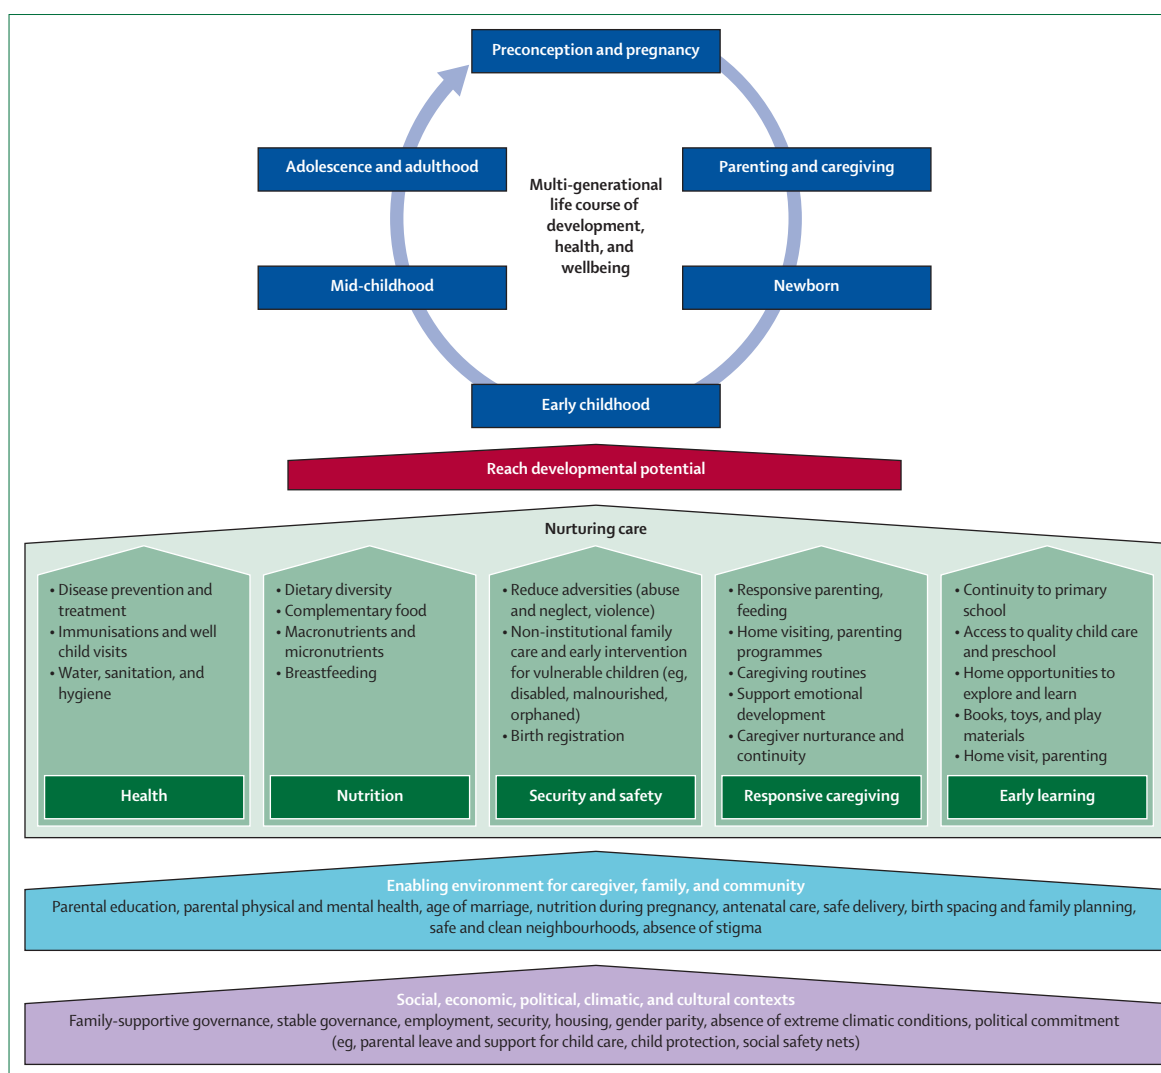 Preconception and pregnancy
Adolescence and adulthood
Parenting and caregiving
Multi-generational
life course of
development,
health, and
wellbeing
Mid-childhood
Newborn
Early childhood
Reach developmental potential
Nurturing care
• Disease prevention and
treatment
• Immunisations and well
child visits
• Water, sanitation, and
hygiene
Health
• Dietary diversity
• Complementary food
• Macronutrients and
micronutrients
• Breastfeeding
Nutrition
• Reduce adversities (abuse
and neglect, violence)
• Non-institutional family
care and early intervention
for vulnerable children (eg,
disabled, malnourished,
orphaned)
• Birth registration
Security and safety
• Responsive parenting,
feeding
• Home visiting, parenting
programmes
• Caregiving routines
• Support emotional
development
• Caregiver nurturance and
continuity
Responsive caregiving
• Continuity to primary
school
• Access to quality child care
and preschool
• Home opportunities to
explore and learn
• Books, toys, and play
materials
• Home visit, parenting
Early learning
Enabling environment for caregiver, family, and community
Parental education, parental physical and mental health, age of marriage, nutrition during pregnancy, antenatal care, safe delivery, birth spacing and family planning,
safe and clean neighbourhoods, absence of stigma
Social, economic, political, climatic, and cultural contexts
Family-supportive governance, stable governance, employment, security, housing, gender parity, absence of extreme climatic conditions, political commitment
(eg, parental leave and support for child care, child protection, social safety nets)